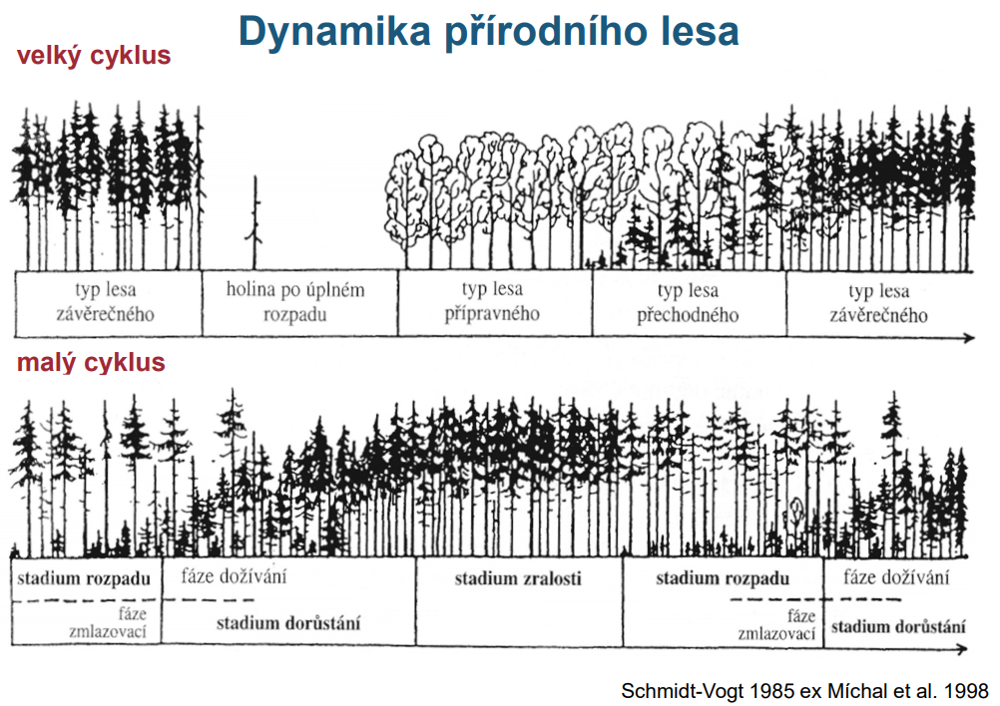 Dynamika přírodního lesa
velký cyklus
typ lesa
závěrečného
holina po úplném
rozpadu
typ lesa
přípravného
typ lesa
přechodného
typ lesa
závěrečného
malý cyklus
stadium rozpadu
fáze
zmlazovací
fáze dožívání
stadium dorůstání
stadium zralosti
stadium rozpadu
fáze
zmlazovací
fáze dožívání
stadium dorůstání
Schmidt-Vogt 1985 ex Míchal et al. 1998